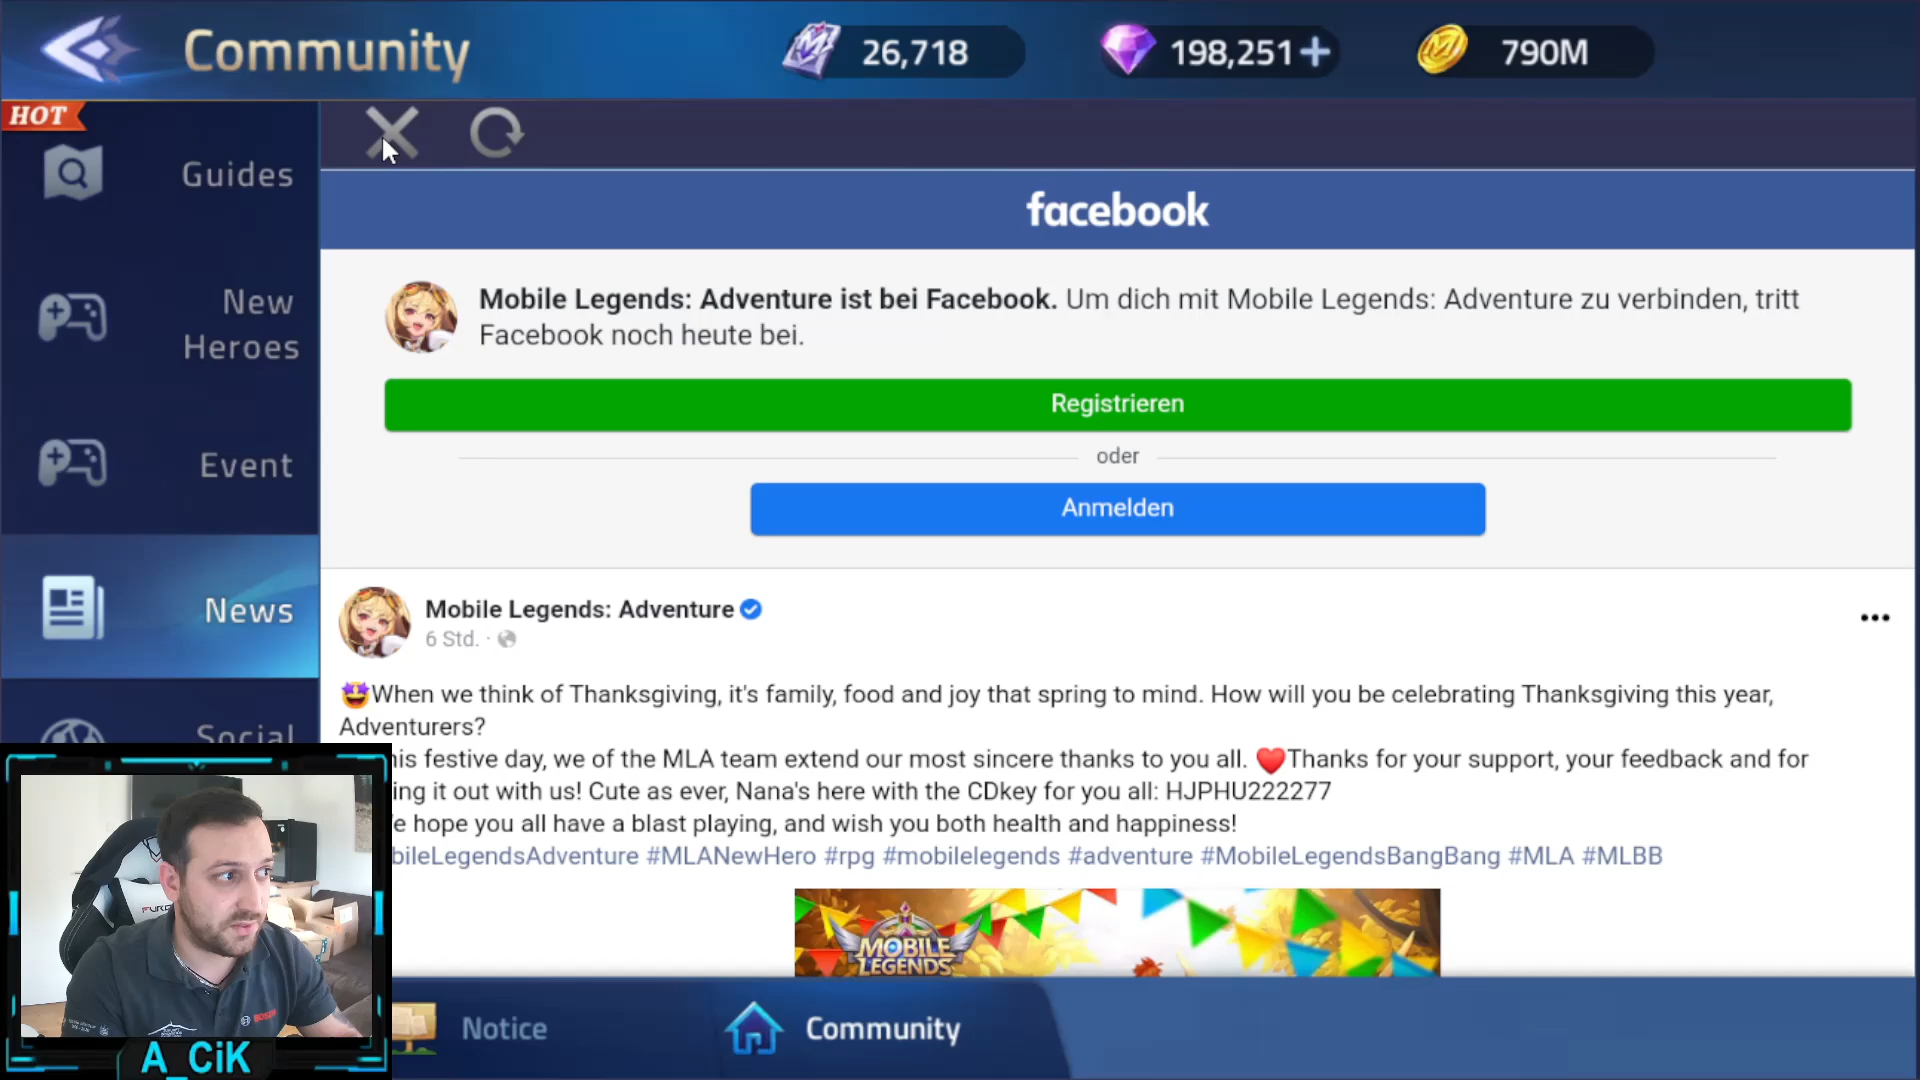 Community
26,718
198,251
790M
HOT
Guides
New
Heroes
Event
News
Social
facebook
Mobile Legends: Adventure ist bei Facebook. Um dich mit Mobile Legends: Adventure zu verbinden, tritt
Facebook noch heute bei.
Registrieren
oder
Anmelden
Mobile Legends: Adventure
6 Std. ·
When we think of Thanksgiving, it's family, food and joy that spring to mind. How will you be celebrating Thanksgiving this year,
Adventurers?
his festive day, we of the MLA team extend our most sincere thanks to you all. ❤️Thanks for your support, your feedback and for
ing it out with us! Cute as ever, Nana's here with the CDkey for you all: HJPHU222277
e hope you all have a blast playing, and wish you both health and happiness!
bileLegendsAdventure #MLANewHero #rpg #mobilelegends #adventure #MobileLegendsBangBang #MLA #MLBB
MOBILE
LEGENDS
BOSCH
A_CiK
Notice
Community